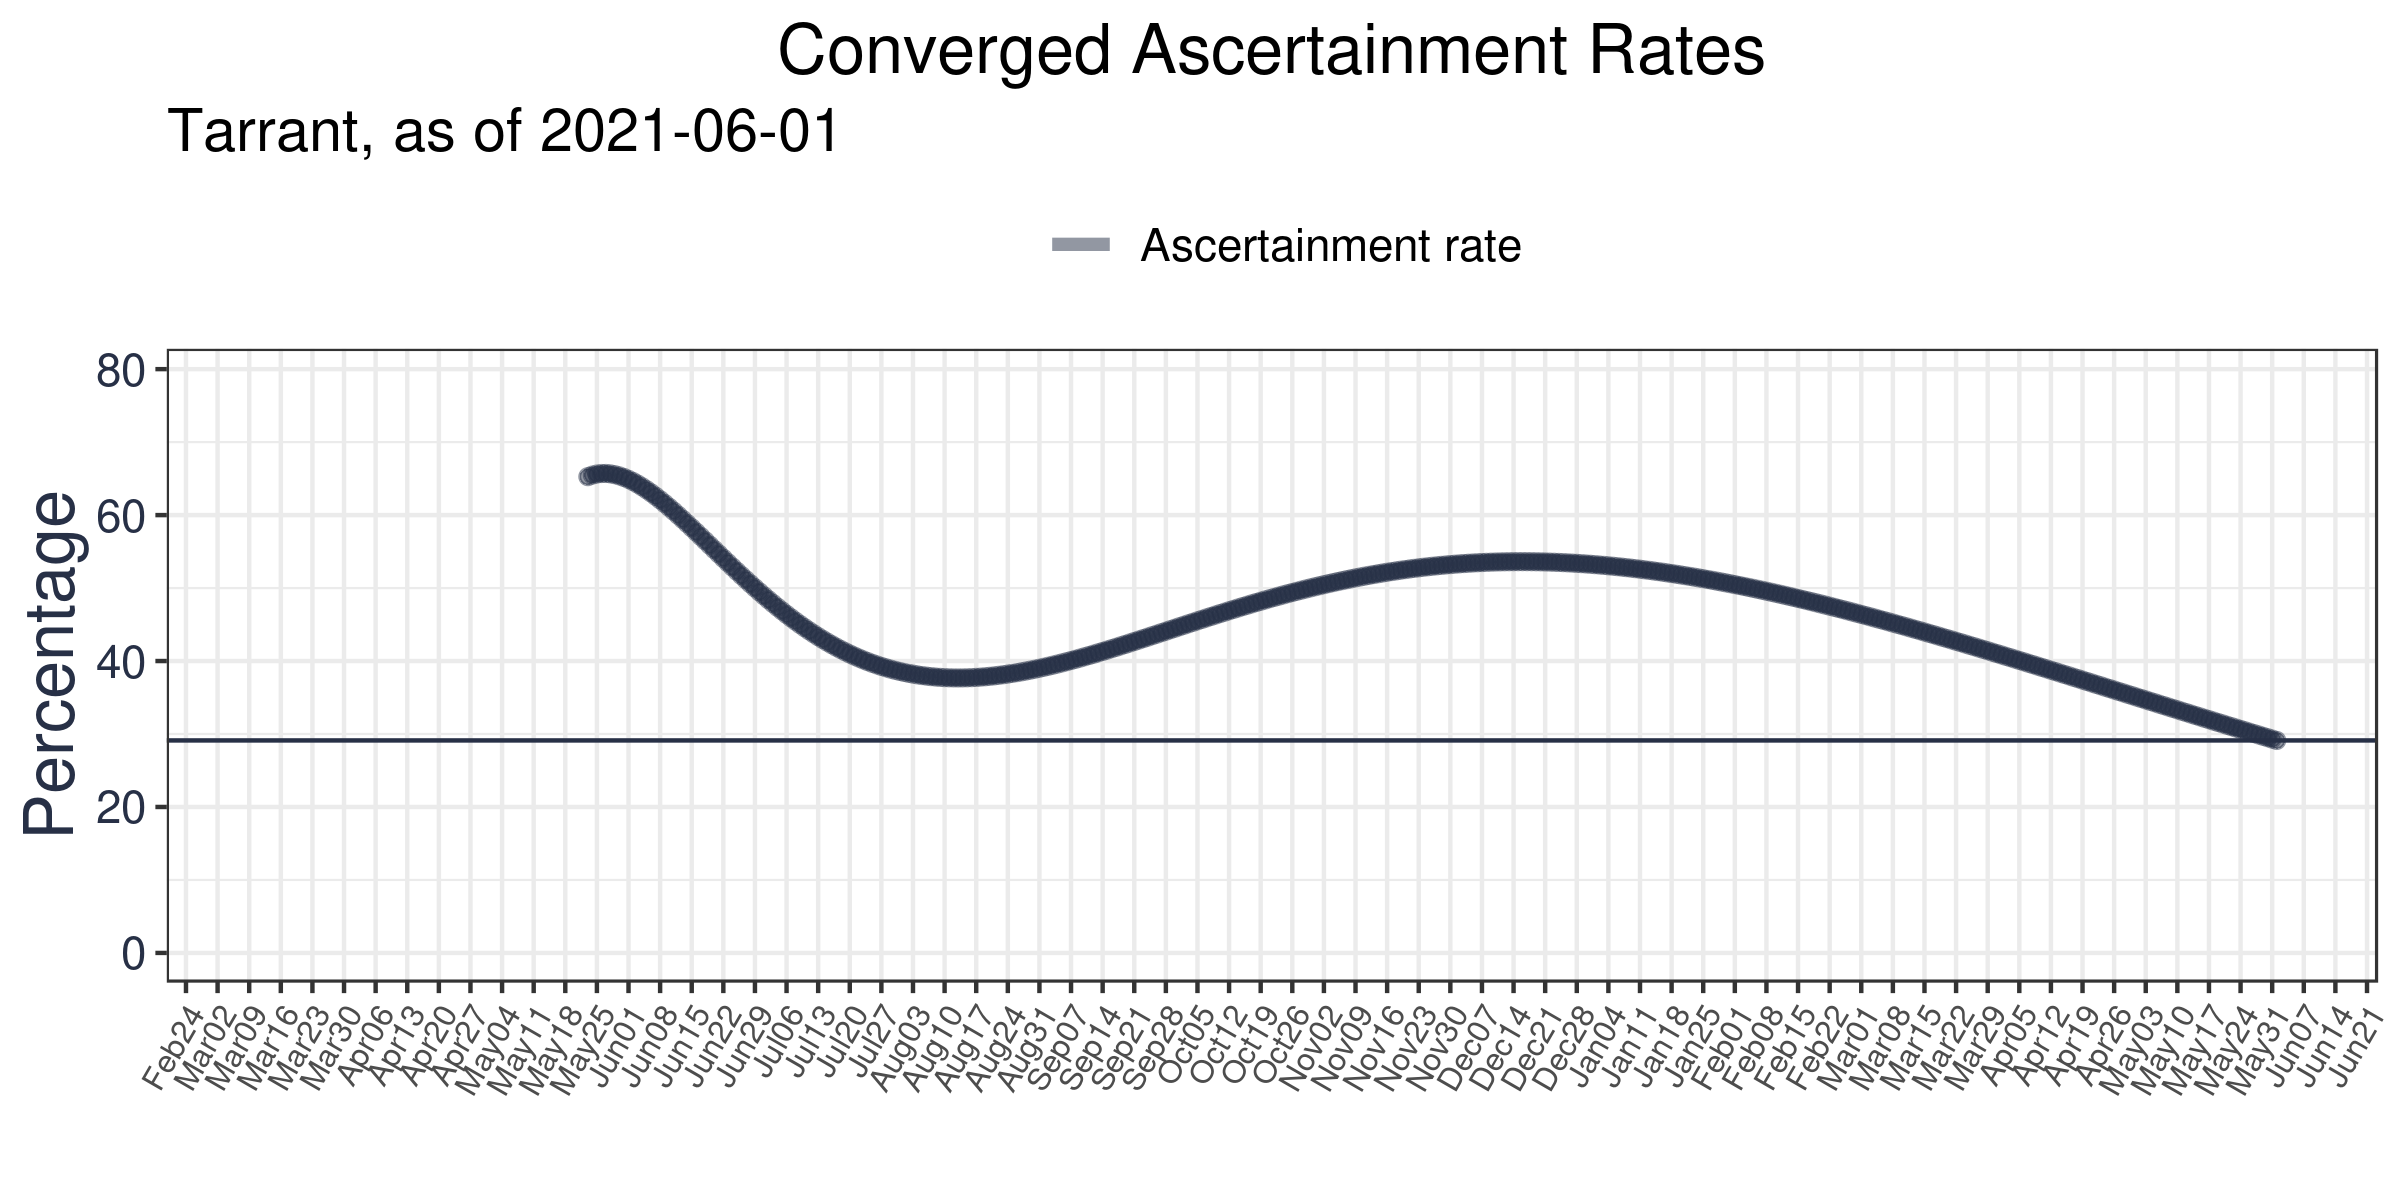 Converged Ascertainment Rates
Tarrant, as of 2021-06-01
Ascertainment rate
Percentage
80
60
40
20
0
Feb24
Mar02
Mar09
Mar16
Mar23
Mar30
Apr06
Apr13
Apr20
Apr27
May04
May11
May18
May25
Jun01
Jun08
Jun15
Jun22
Jun29
Jul06
Jul13
Jul20
Jul27
Aug03
Aug10
Aug17
Aug24
Aug31
Sep07
Sep14
Sep21
Sep28
Oct05
Oct12
Oct19
Oct26
Nov02
Nov09
Nov16
Nov23
Nov30
Dec07
Dec14
Dec21
Dec28
Jan04
Jan11
Jan18
Jan25
Feb01
Feb08
Feb15
Feb22
Mar01
Mar08
Mar15
Mar22
Mar29
Apr05
Apr12
Apr19
Apr26
May03
May10
May17
May24
May31
Jun07
Jun14
Jun21